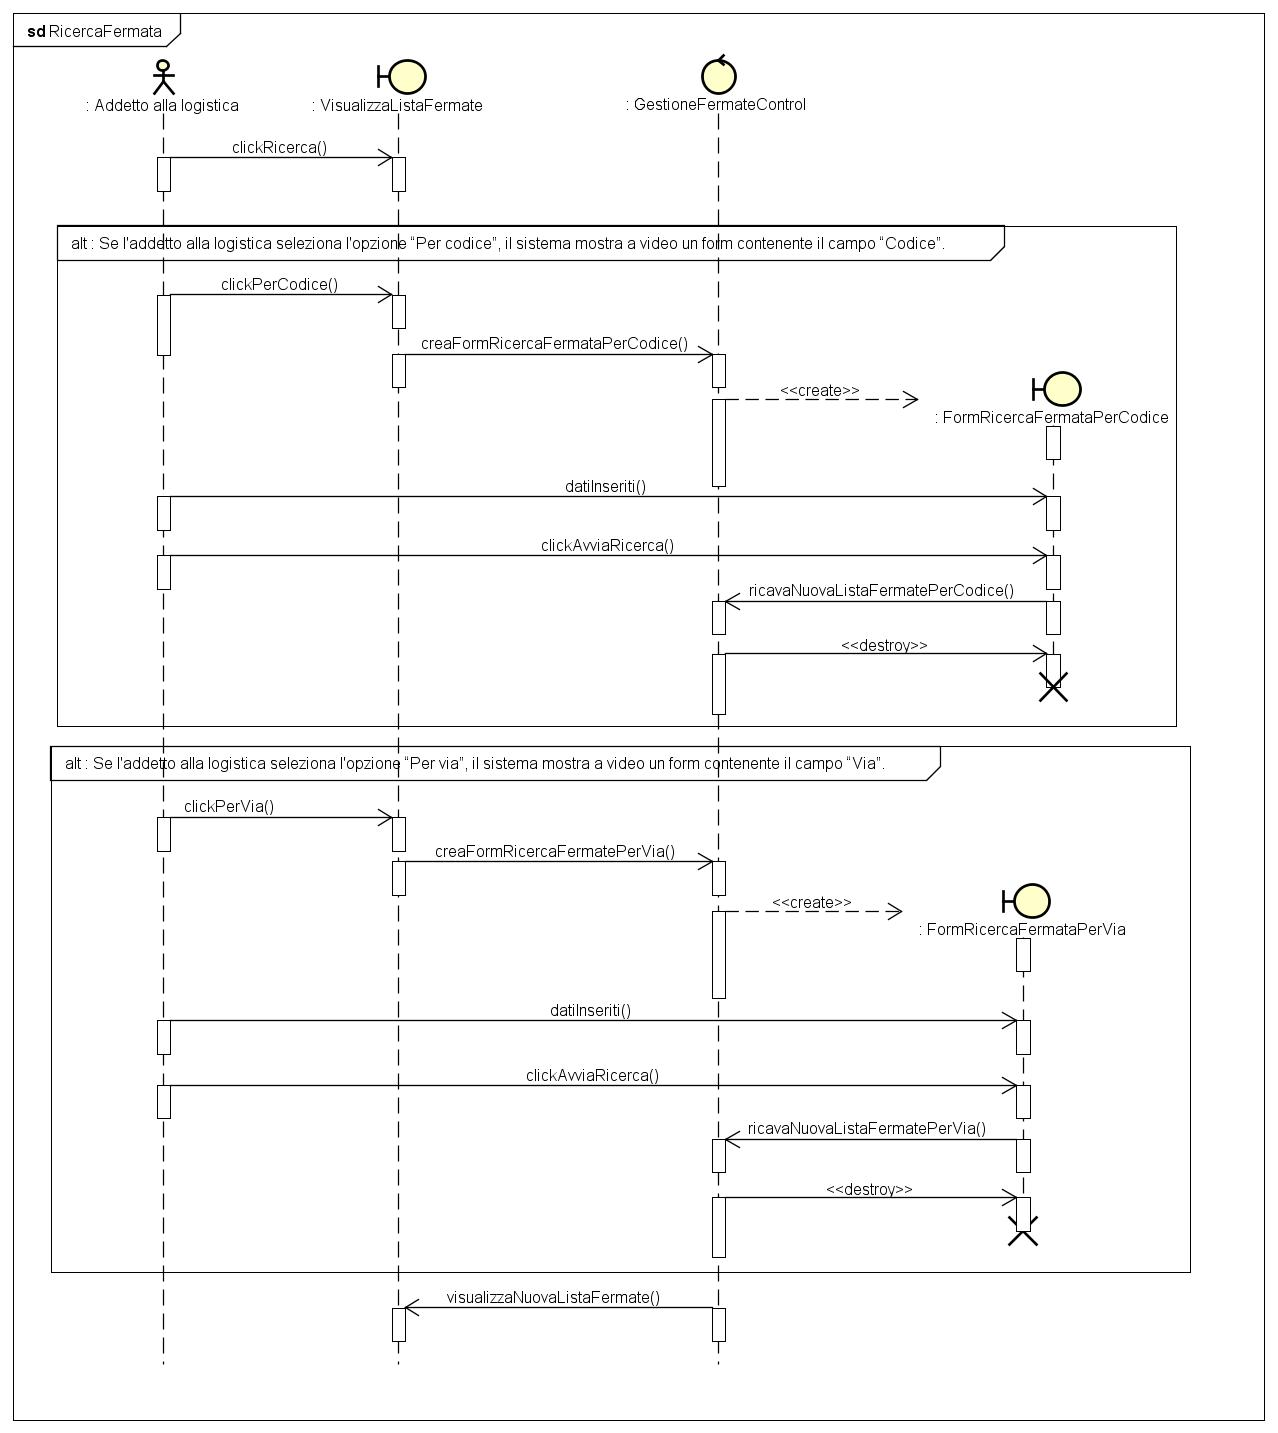 sd RicercaFermata
: Addetto alla logistica
: VisualizzaListaFermate
: GestioneFermateControl
clickRicerca()
alt : Se l'addetto alla logistica seleziona l'opzione “Per codice”, il sistema mostra a video un form contenente il campo “Codice”.
clickPerCodice()
creaFormRicercaFermataPerCodice()
<<create>>
: FormRicercaFermataPerCodice
datiInseriti()
clickAvviaRicerca()
ricavaNuovaListaFermatePerCodice()
<<destroy>>
alt : Se l'addetto alla logistica seleziona l'opzione “Per via”, il sistema mostra a video un form contenente il campo “Via”.
clickPerVia()
creaFormRicercaFermatePerVia()
<<create>>
: FormRicercaFermataPerVia
datiInseriti()
clickAvviaRicerca()
ricavaNuovaListaFermatePerVia()
<<destroy>>
visualizzaNuovaListaFermate()